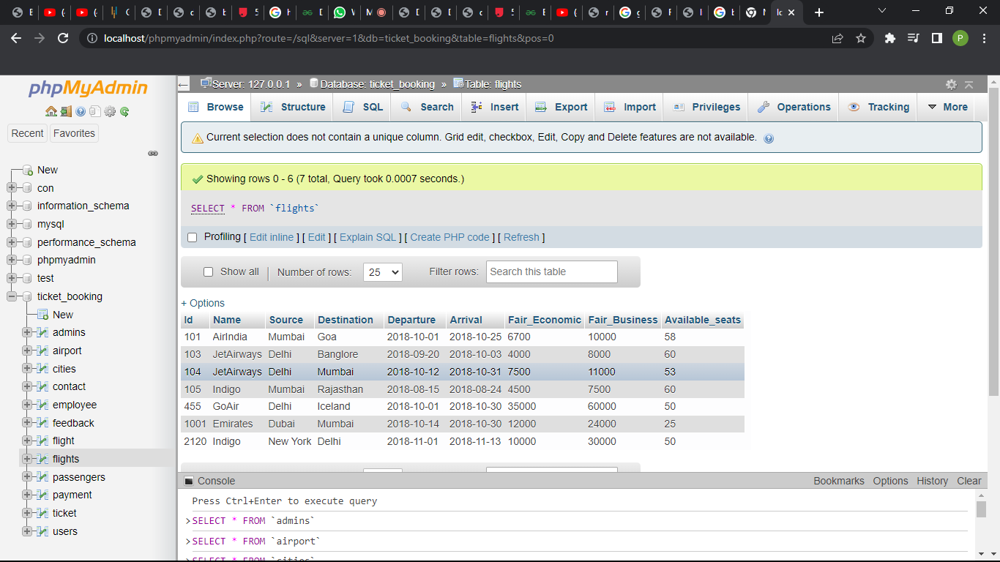 localhost/phpmyadmin/index.php?route=/sql&server=1&db=ticket_booking&table=flights&pos=0
P
phpMyAdmin
Recent Favorites
New
con
information_schema
mysql
performance_schema
phpmyadmin
test
ticket_booking
New
admins
airport
cities
contact
employee
feedback
flight
flights
passengers
payment
ticket
users
Server: 127.0.0.1 » Database: ticket_booking » Table: flights
Browse Structure SQL Search Insert Export Import Privileges Operations Tracking More
Current selection does not contain a unique column. Grid edit, checkbox, Edit, Copy and Delete features are not available.
Showing rows 0 - 6 (7 total, Query took 0.0007 seconds.)
SELECT * FROM `flights`
Profiling [ Edit inline ] [ Edit ] [ Explain SQL ] [ Create PHP code ] [ Refresh ]
Show all | Number of rows: 25 Filter rows: Search this table
+ Options
Id Name Source Destination Departure Arrival Fair_Economic Fair_Business Available_seats
101 AirIndia Mumbai Goa 2018-10-01 2018-10-25 6700 10000 58
103 JetAirways Delhi Banglore 2018-09-20 2018-10-03 4000 8000 60
104 JetAirways Delhi Mumbai 2018-10-12 2018-10-31 7500 11000 53
105 Indigo Mumbai Rajasthan 2018-08-15 2018-08-24 4500 7500 60
455 GoAir Delhi Iceland 2018-10-01 2018-10-30 35000 60000 50
1001 Emirates Dubai Mumbai 2018-10-14 2018-10-30 12000 24000 25
2120 Indigo New York Delhi 2018-11-01 2018-11-13 10000 30000 50
Console Bookmarks Options History Clear
Press Ctrl+Enter to execute query
>SELECT * FROM `admins`
>SELECT * FROM `airport`
>SELECT * FROM `cities`